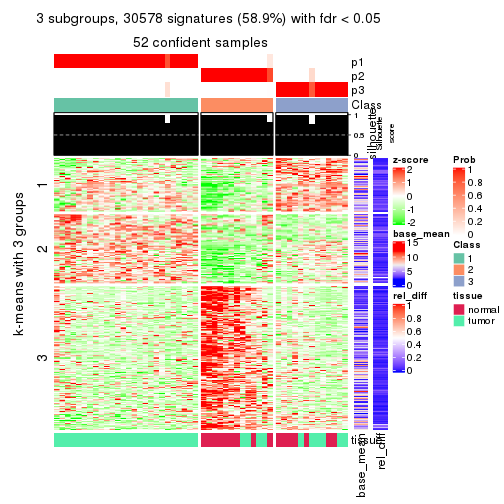 3 subgroups, 30578 signatures (58.9%) with fdr < 0.05
52 confident samples
p1
p2
p3
Class
1
0.5
0
silhouette
Silhouette
score
k-means with 3 groups
1
2
3
tissue
base_mean
rel_diff
z-score
2
1
0
-1
-2
base_mean
15
10
5
0
rel_diff
1
0.8
0.6
0.4
0.2
0
Prob
1
0.8
0.6
0.4
0.2
0
Class
1
2
3
tissue
normal
tumor